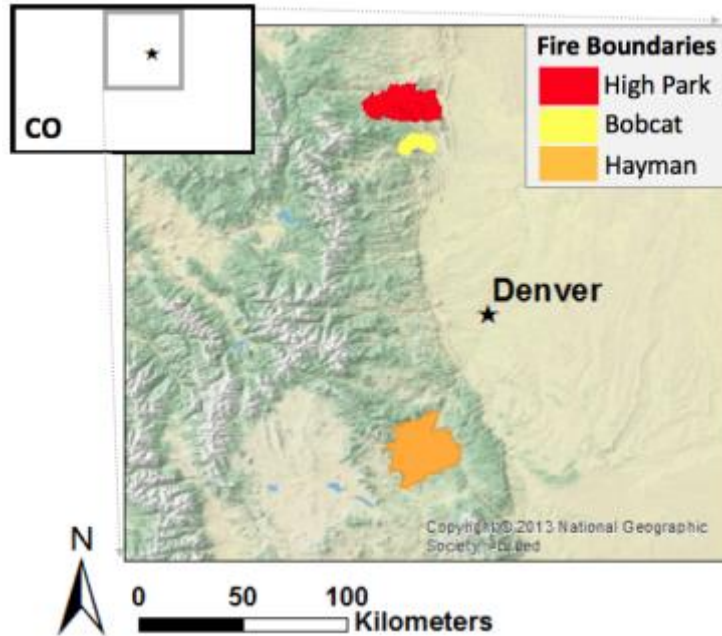 CO
Fire Boundaries
High Park
Bobcat
Hayman
Denver
Copyright © 2013 National Geographic
Society,
N
0 50 100
Kilometers